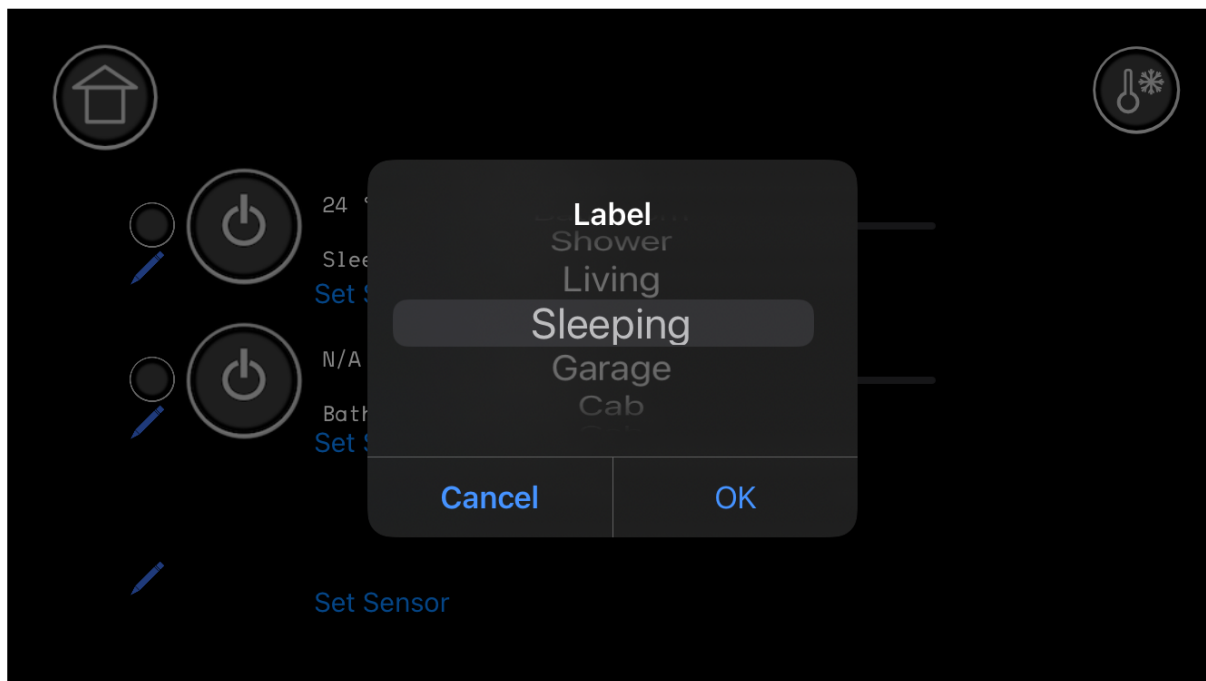 Label
Shower
24 °
Living
Slee
Set S
Sleeping
N/A
Garage
Cab
Bath
Set S
Cancel
OK
Set Sensor